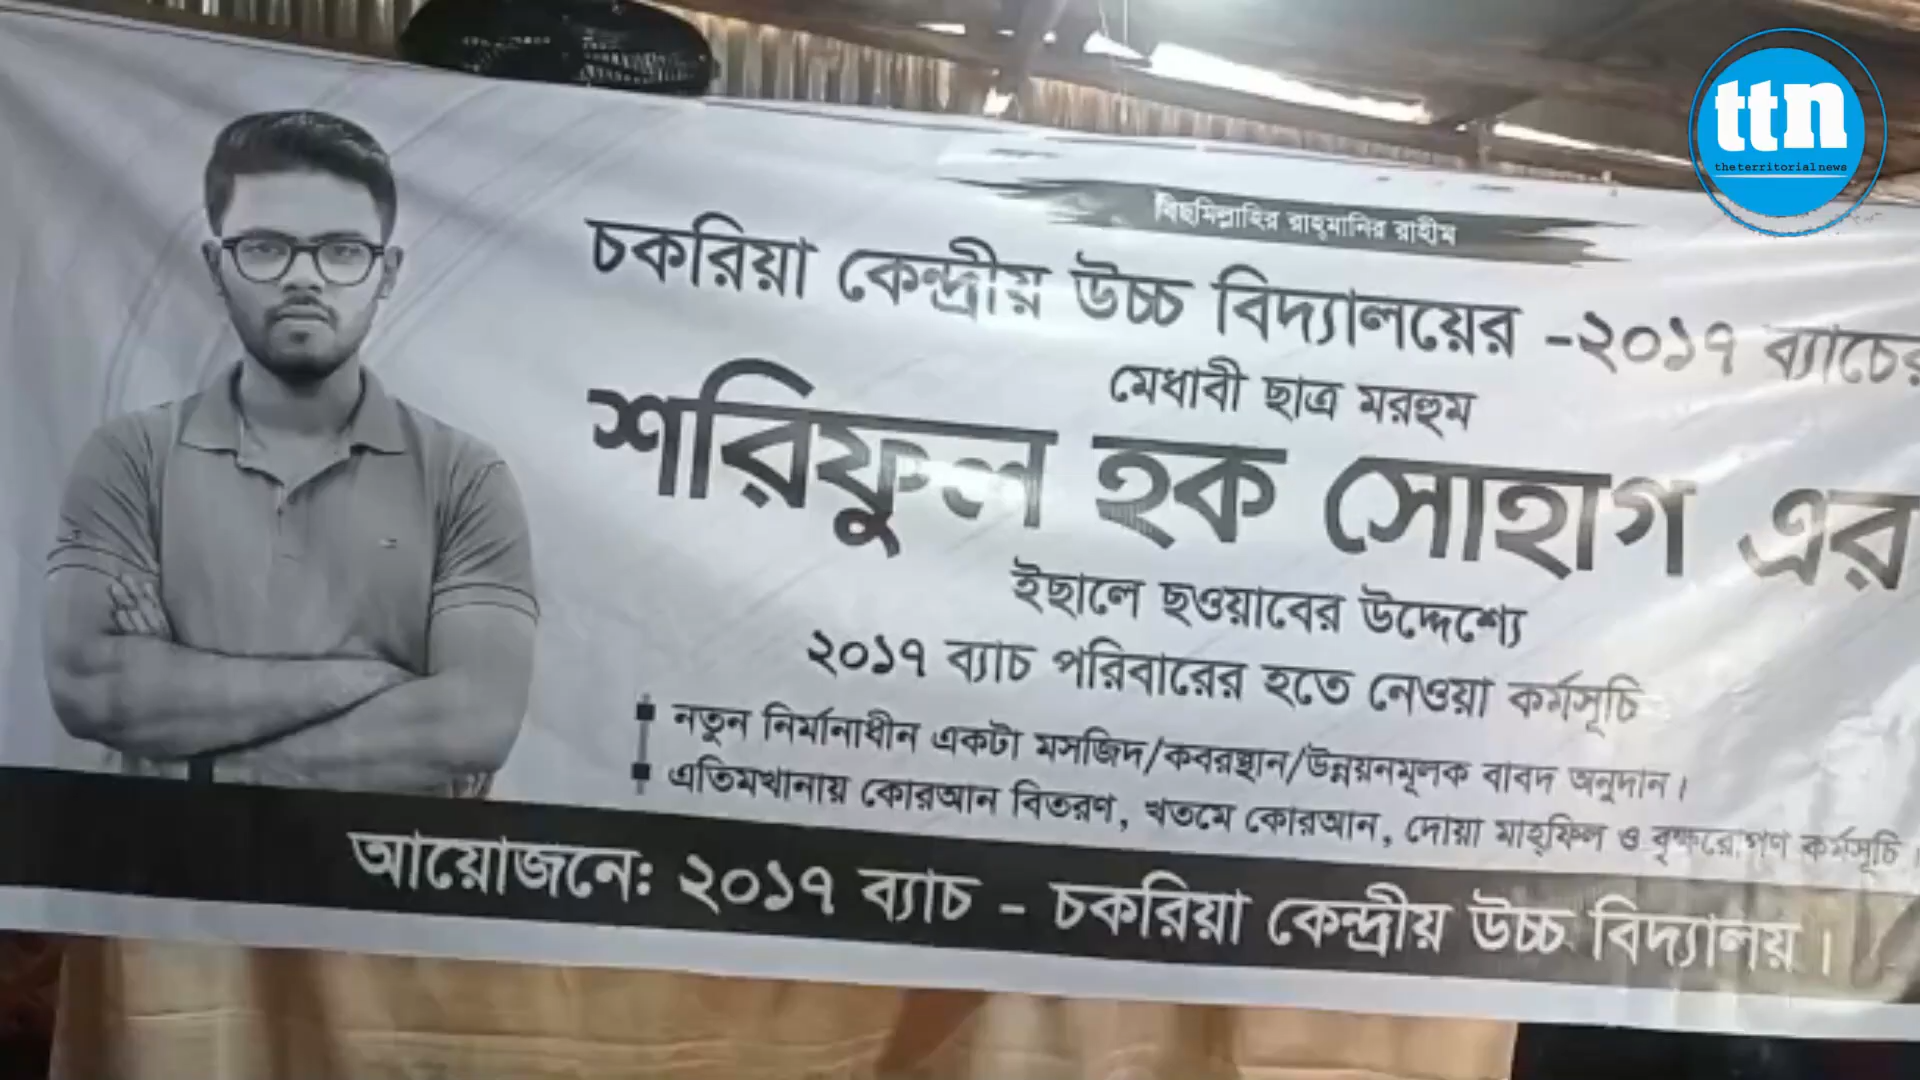 ttn
theterritorialnews
বিছমিল্লাহির রাহ্‌মানির রাহীম
চকরিয়া কেন্দ্রীয় উচ্চ বিদ্যালয়ের -২০১৭ ব্যাচের
মেধাবী ছাত্র মরহুম
শরিফুল হক সোহাগ এর
ইছালে ছওয়াবের উদ্দেশ্যে
২০১৭ ব্যাচ পরিবারের হতে নেওয়া কর্মসূচি
▪ নতুন নির্মানাধীন একটা মসজিদ/কবরস্থান/উন্নয়নমূলক বাবদ অনুদান।
▪ এতিমখানায় কোরআন বিতরণ, খতমে কোরআন, দোয়া মাহ্‌ফিল ও বৃক্ষরোপণ কর্মসূচি।
আয়োজনে: ২০১৭ ব্যাচ - চকরিয়া কেন্দ্রীয় উচ্চ বিদ্যালয়।